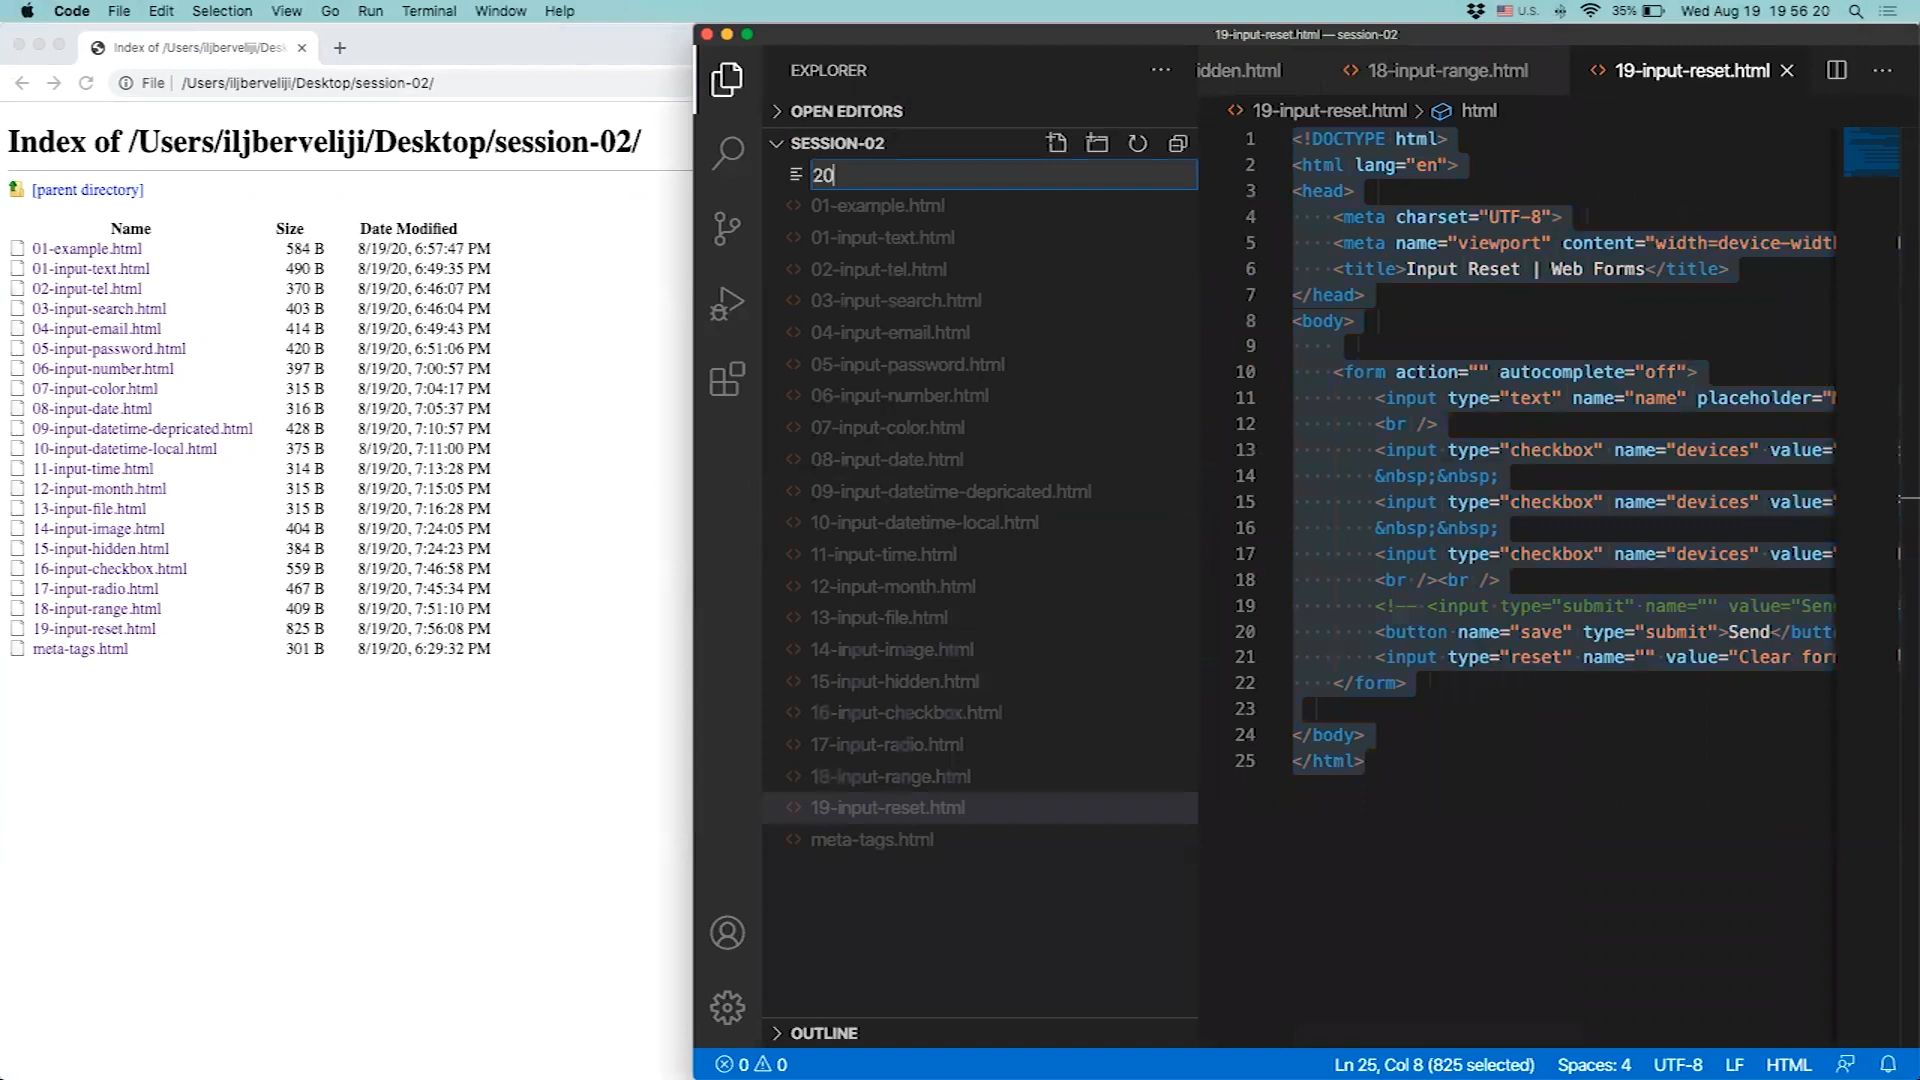 Code File Edit Selection View Go Run Terminal Window Help
U.S. 35% Wed Aug 19 19 56 20
Index of /Users/iljberveliji/Desk
File /Users/iljberveliji/Desktop/session-02/
Index of /Users/iljberveliji/Desktop/session-02/
[parent directory]
Name Size Date Modified
01-example.html 584 B 8/19/20, 6:57:47 PM
01-input-text.html 490 B 8/19/20, 6:49:35 PM
02-input-tel.html 370 B 8/19/20, 6:46:07 PM
03-input-search.html 403 B 8/19/20, 6:46:04 PM
04-input-email.html 414 B 8/19/20, 6:49:43 PM
05-input-password.html 420 B 8/19/20, 6:51:06 PM
06-input-number.html 397 B 8/19/20, 7:00:57 PM
07-input-color.html 315 B 8/19/20, 7:04:17 PM
08-input-date.html 316 B 8/19/20, 7:05:37 PM
09-input-datetime-depricated.html 428 B 8/19/20, 7:10:57 PM
10-input-datetime-local.html 375 B 8/19/20, 7:11:00 PM
11-input-time.html 314 B 8/19/20, 7:13:28 PM
12-input-month.html 315 B 8/19/20, 7:15:05 PM
13-input-file.html 315 B 8/19/20, 7:16:28 PM
14-input-image.html 404 B 8/19/20, 7:24:05 PM
15-input-hidden.html 384 B 8/19/20, 7:24:23 PM
16-input-checkbox.html 559 B 8/19/20, 7:46:58 PM
17-input-radio.html 467 B 8/19/20, 7:45:34 PM
18-input-range.html 409 B 8/19/20, 7:51:10 PM
19-input-reset.html 825 B 8/19/20, 7:56:08 PM
meta-tags.html 301 B 8/19/20, 6:29:32 PM
19-input-reset.html — session-02
EXPLORER
OPEN EDITORS
SESSION-02
20
01-example.html
01-input-text.html
02-input-tel.html
03-input-search.html
04-input-email.html
05-input-password.html
06-input-number.html
07-input-color.html
08-input-date.html
09-input-datetime-depricated.html
10-input-datetime-local.html
11-input-time.html
12-input-month.html
13-input-file.html
14-input-image.html
15-input-hidden.html
16-input-checkbox.html
17-input-radio.html
18-input-range.html
19-input-reset.html
meta-tags.html
OUTLINE
idden.html 18-input-range.html 19-input-reset.html
19-input-reset.html > html
1 <!DOCTYPE html>
2 <html lang="en">
3 <head>
4 <meta charset="UTF-8">
5 <meta name="viewport" content="width=device-widt
6 <title>Input Reset | Web Forms</title>
7 </head>
8 <body>
9
10 <form action="" autocomplete="off">
11 <input type="text" name="name" placeholder="
12 <br />
13 <input type="checkbox" name="devices" value="
14 &nbsp;&nbsp;
15 <input type="checkbox" name="devices" value="
16 &nbsp;&nbsp;
17 <input type="checkbox" name="devices" value="
18 <br /><br />
19 <!-- <input type="submit" name="" value="Sen
20 <button name="save" type="submit">Send</butt
21 <input type="reset" name="" value="Clear for
22 </form>
23
24 </body>
25 </html>
0 0 Ln 25, Col 8 (825 selected) Spaces: 4 UTF-8 LF HTML